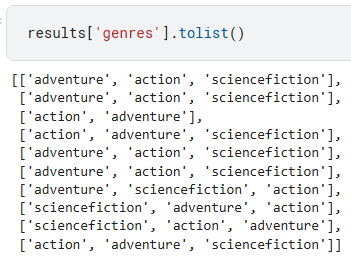 results['genres'].tolist()
[['adventure', 'action', 'sciencefiction'],
['adventure', 'action', 'sciencefiction'],
['action', 'adventure'],
['action', 'adventure', 'sciencefiction'],
['adventure', 'action', 'sciencefiction'],
['adventure', 'action', 'sciencefiction'],
['adventure', 'sciencefiction', 'action'],
['sciencefiction', 'adventure', 'action'],
['sciencefiction', 'action', 'adventure'],
['action', 'adventure', 'sciencefiction']]